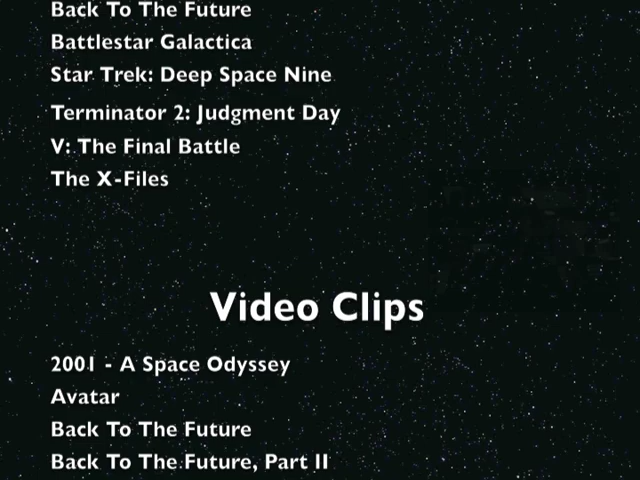 Back To The Future
Battlestar Galactica
Star Trek: Deep Space Nine
Terminator 2: Judgment Day
V: The Final Battle
The X-Files
Video Clips
2001 - A Space Odyssey
Avatar
Back To The Future
Back To The Future, Part II